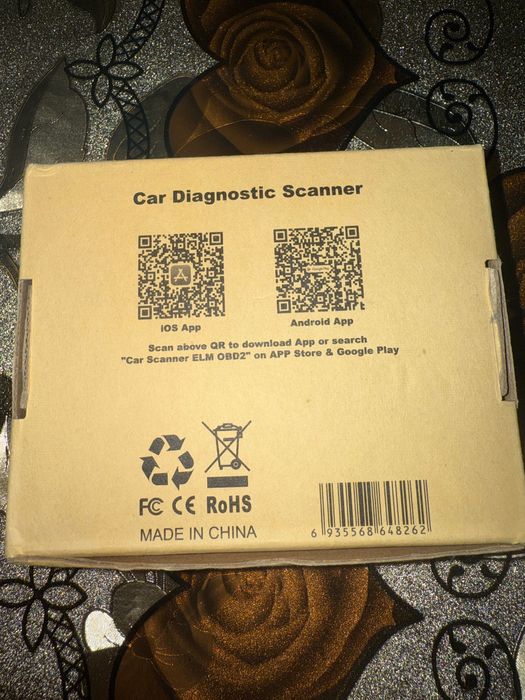 Car Diagnostic Scanner
iOS App
Android App
Scan above QR to download App or search
"Car Scanner ELM OBD2" on APP Store & Google Play
FC CE RoHS
MADE IN CHINA
6 935568 648262